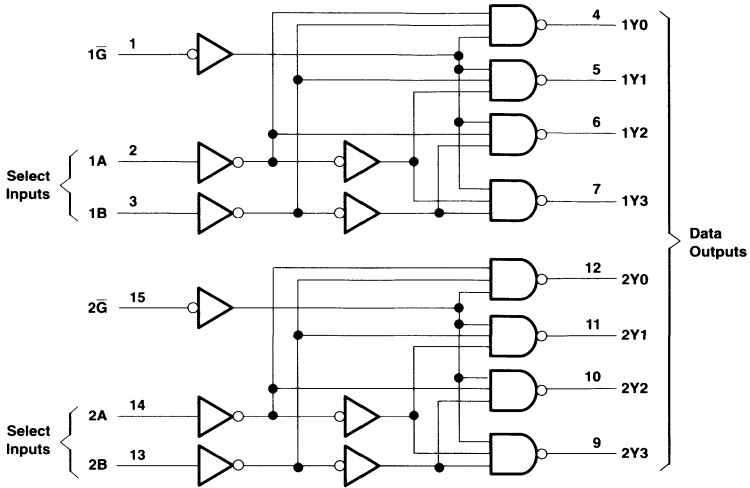 4 1Y0
1G̅ 1
5 1Y1
6 1Y2
Select Inputs
1A 2
7 1Y3
1B 3
Data Outputs
12 2Y0
2G̅ 15
11 2Y1
10 2Y2
Select Inputs
2A 14
9 2Y3
2B 13